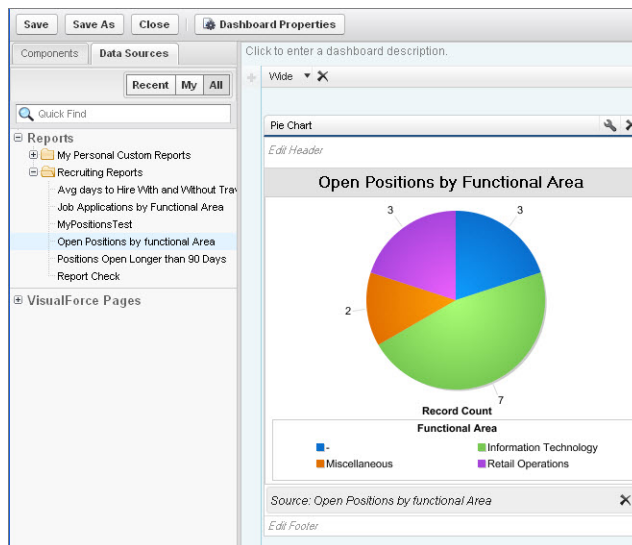 Save Save As Close Dashboard Properties
Components Data Sources
Click to enter a dashboard description.
Recent My All
Wide
Quick Find
Reports
My Personal Custom Reports
Recruiting Reports
Avg days to Hire With and Without Trav
Job Applications by Functional Area
MyPositionsTest
Open Positions by functional Area
Positions Open Longer than 90 Days
Report Check
VisualForce Pages
Pie Chart
Edit Header
Open Positions by Functional Area
3 3
2
7
Record Count
Functional Area
- Information Technology
Miscellaneous Retail Operations
Source: Open Positions by functional Area
Edit Footer